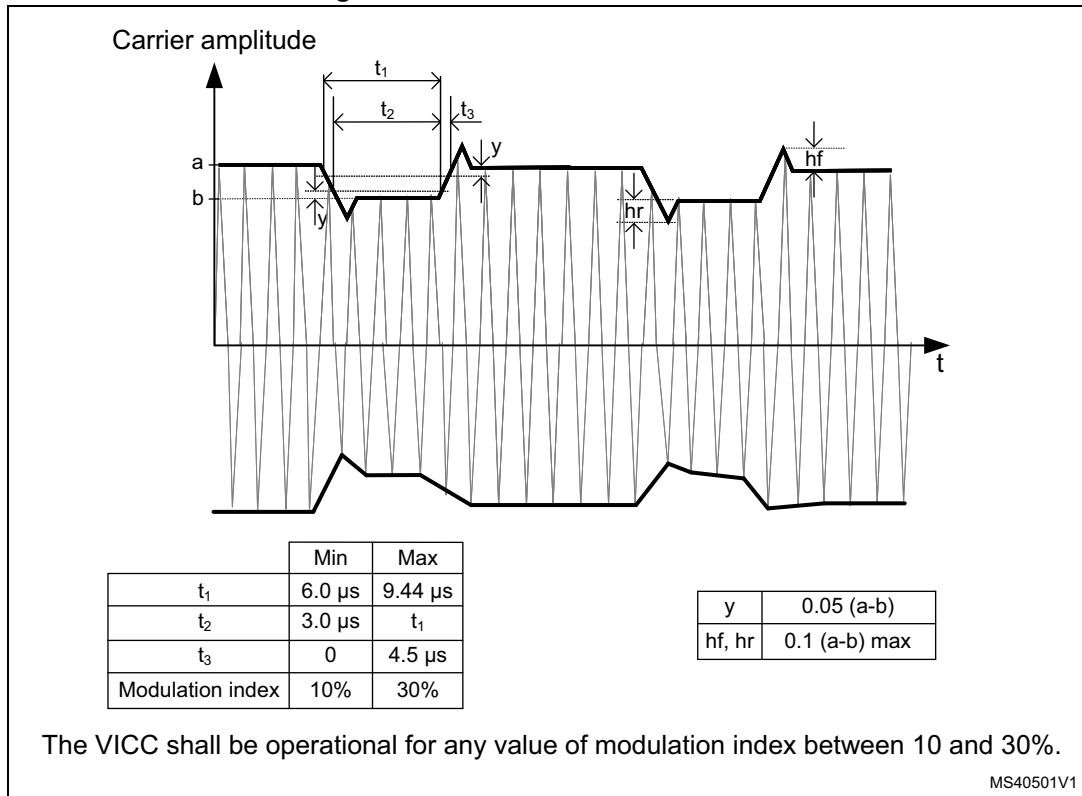 Carrier amplitude
t₁
t₂ t₃
y
a
b
y
hr
hf
t
Min Max
t₁ 6.0 µs 9.44 µs
t₂ 3.0 µs t₁
t₃ 0 4.5 µs
Modulation index 10% 30%
y 0.05 (a-b)
hf, hr 0.1 (a-b) max
The VICC shall be operational for any value of modulation index between 10 and 30%.
MS40501V1